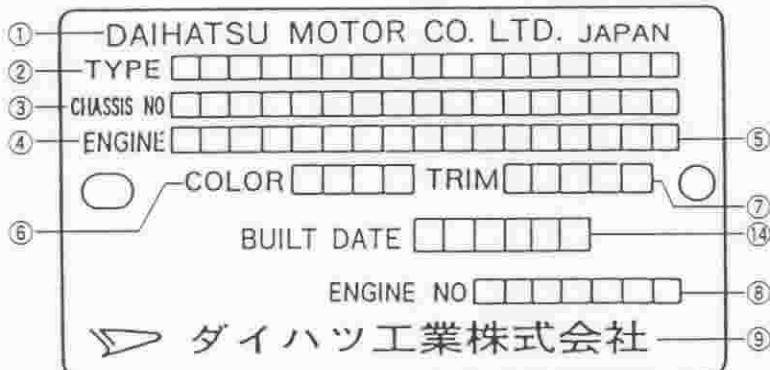 ① DAIHATSU MOTOR CO. LTD. JAPAN
② TYPE
③ CHASSIS NO
④ ENGINE ⑤
⑥ COLOR TRIM ⑦
BUILT DATE ⑭
ENGINE NO ⑧
ダイハツ工業株式会社 ⑨